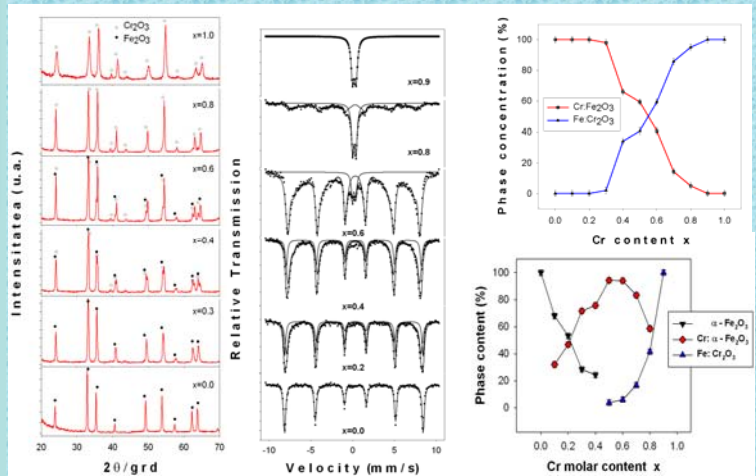 Cr₂O₃
Fe₂O₃
x=1.0
x=0.8
x=0.6
x=0.4
x=0.3
x=0.0
Intensitatea (u.a.)
20 30 40 50 60 70
2 θ / grd
x=0.9
x=0.8
x=0.6
x=0.4
x=0.2
x=0.0
Relative Transmission
-10 -5 0 5 10
Velocity (mm/s)
Phase concentration (%)
100
80
60
40
20
0
Cr:Fe₂O₃
Fe:Cr₂O₃
0.0 0.2 0.4 0.6 0.8 1.0
Cr content x
Phase content (%)
100
80
60
40
20
0
α - Fe₂O₃
Cr: α - Fe₂O₃
Fe: Cr₂O₃
0.0 0.2 0.4 0.6 0.8 1.0
Cr molar content x